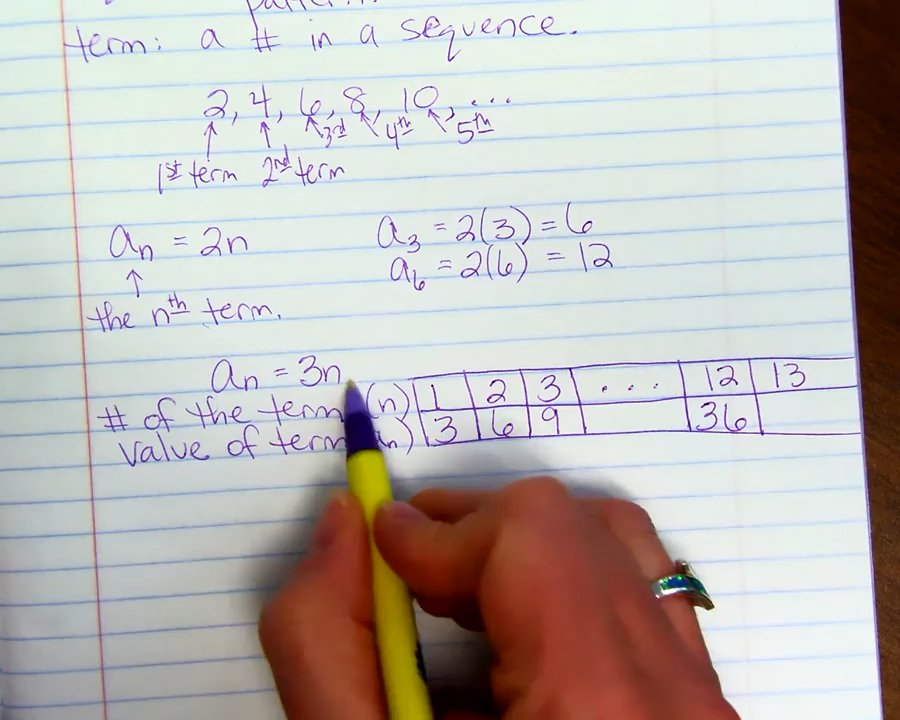 term: a # in a sequence.
2, 4, 6, 8, 10, ...
3rd 4th 5th
1st term 2nd term
an = 2n a3 = 2(3) = 6
a6 = 2(6) = 12
the nth term.
an = 3n
# of the term (n) 1 2 3 ... 12 13
value of term n) 3 6 9 36